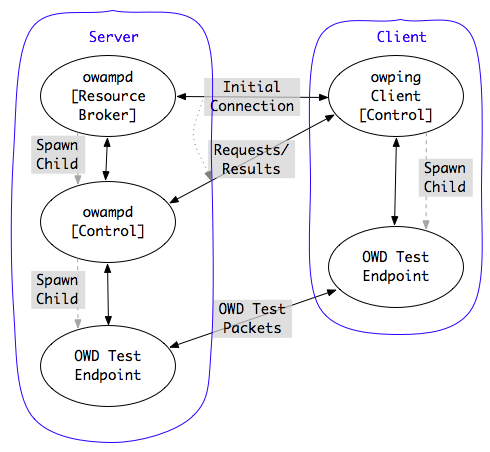 Server
Client
owampd
[Resource
Broker]
Initial
Connection
owping
Client
[Control]
Spawn
Child
Requests/
Results
Spawn
Child
owampd
[Control]
OWD Test
Endpoint
Spawn
Child
OWD Test
Packets
OWD Test
Endpoint